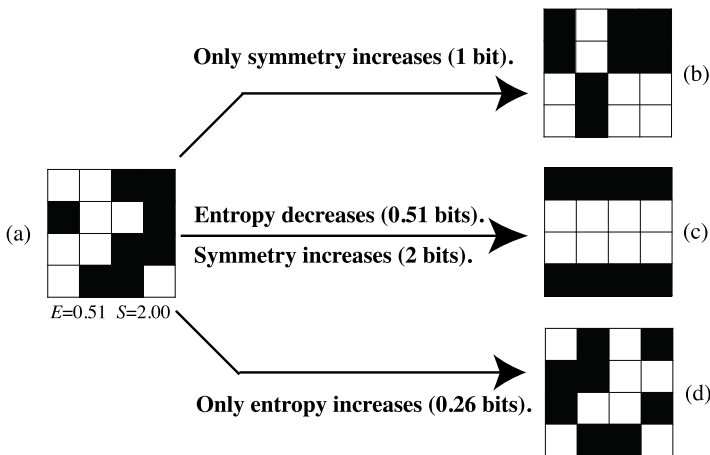 Only symmetry increases (1 bit).
(b)
(a)
Entropy decreases (0.51 bits).
Symmetry increases (2 bits).
(c)
E=0.51 S=2.00
(d)
Only entropy increases (0.26 bits).